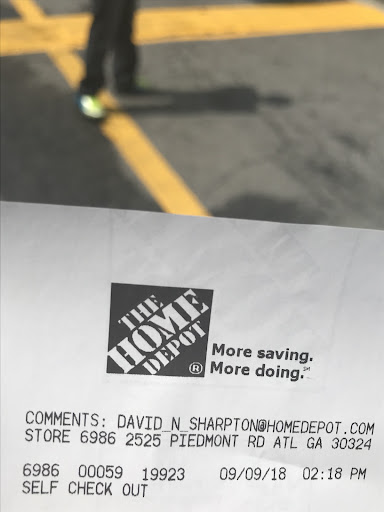 THE
HOME
DEPOT
®
More saving.
More doing.℠
COMMENTS: DAVID_N_SHARPTON@HOMEDEPOT.COM
STORE 6986 2525 PIEDMONT RD ATL GA 30324
6986 00059 19923 09/09/18 02:18 PM
SELF CHECK OUT